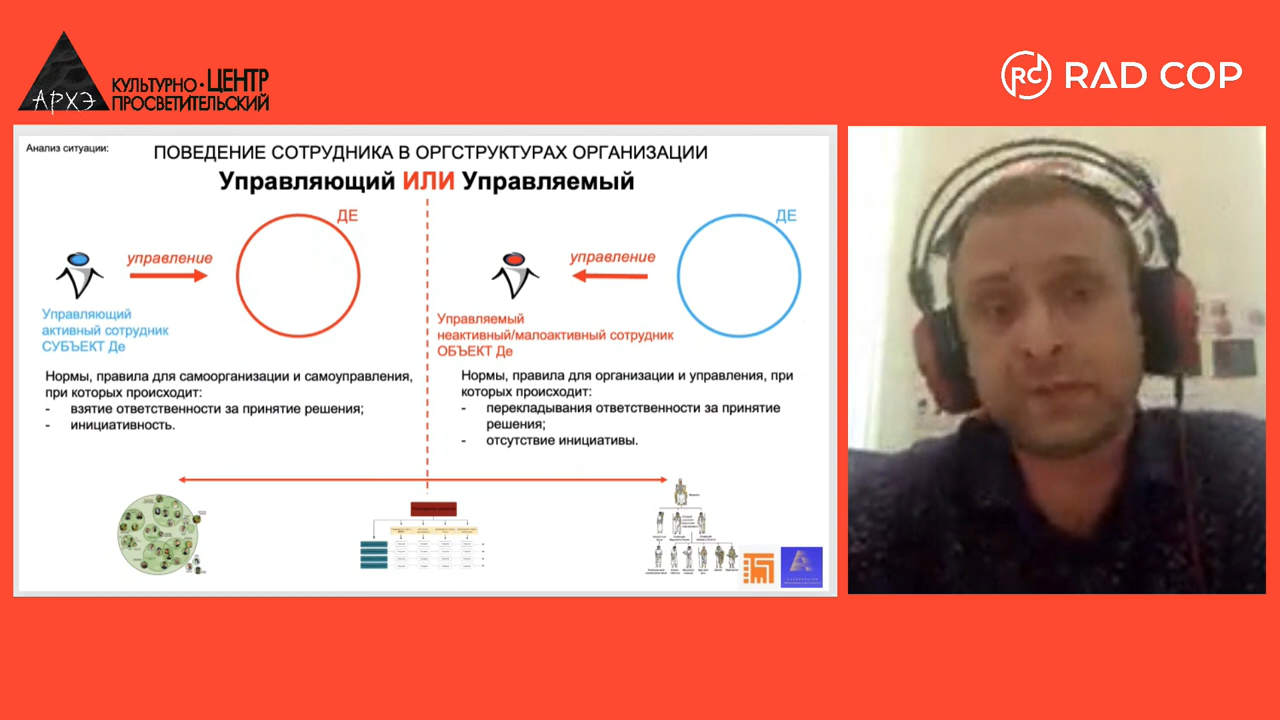 АРХЭ
КУЛЬТУРНО-ЦЕНТР
ПРОСВЕТИТЕЛЬСКИЙ
RC RAD COP
Анализ ситуации:
ПОВЕДЕНИЕ СОТРУДНИКА В ОРГСТРУКТУРАХ ОРГАНИЗАЦИИ
Управляющий ИЛИ Управляемый
ДЕ
управление
Управляющий
активный сотрудник
СУБЪЕКТ Де
Нормы, правила для самоорганизации и самоуправления,
при которых происходит:
- взятие ответственности за принятие решения;
- инициативность.
ДЕ
управление
Управляемый
неактивный/малоактивный сотрудник
ОБЪЕКТ Де
Нормы, правила для организации и управления, при
которых происходит:
- перекладывания ответственности за принятие
решения;
- отсутствие инициативы.